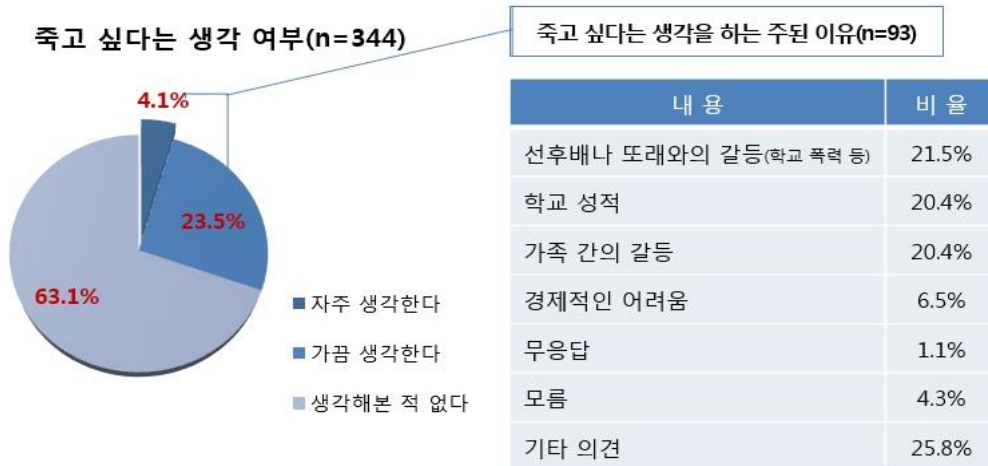 죽고 싶다는 생각 여부(n=344)
죽고 싶다는 생각을 하는 주된 이유(n=93)
4.1%
23.5%
63.1%
자주 생각한다
가끔 생각한다
생각해본 적 없다
내 용 비 율
선후배나 또래와의 갈등(학교 폭력 등) 21.5%
학교 성적 20.4%
가족 간의 갈등 20.4%
경제적인 어려움 6.5%
무응답 1.1%
모름 4.3%
기타 의견 25.8%